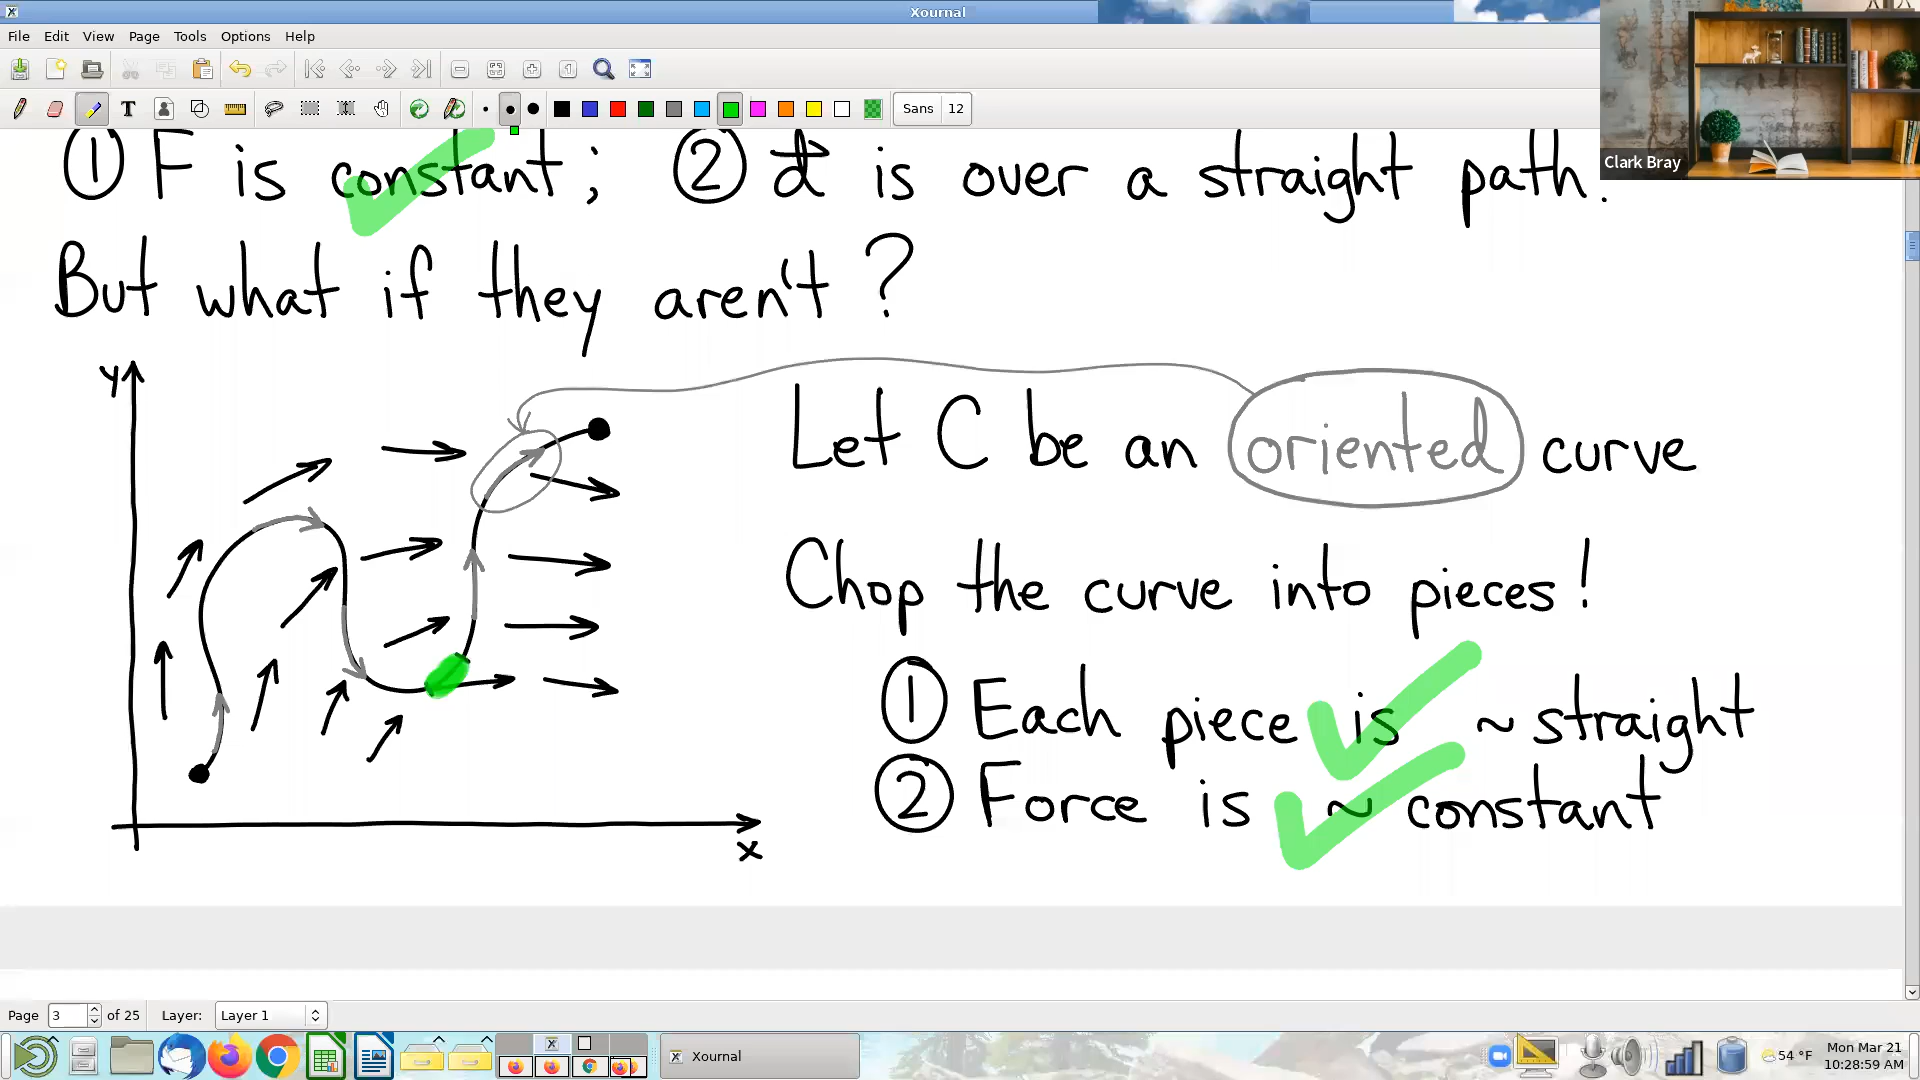 Xournal
File Edit View Page Tools Options Help
Sans 12
Clark Bray
① F is constant; ② d is over a straight path.
But what if they aren't?
y
Let C be an oriented curve
Chop the curve into pieces!
① Each piece is ~ straight
② Force is ~ constant
x
Page 3 of 25 Layer: Layer 1
Xournal
54 °F
Mon Mar 21
10:28:59 AM